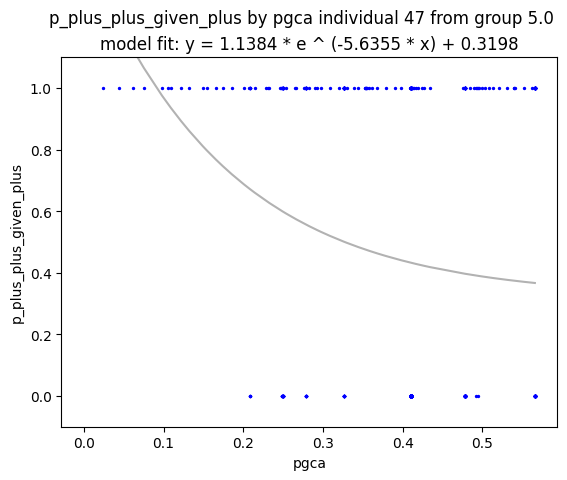 p_plus_plus_given_plus by pgca individual 47 from group 5.0
model fit: y = 1.1384 * e ^ (-5.6355 * x) + 0.3198
p_plus_plus_given_plus
1.0
0.8
0.6
0.4
0.2
0.0
0.0 0.1 0.2 0.3 0.4 0.5
pgca